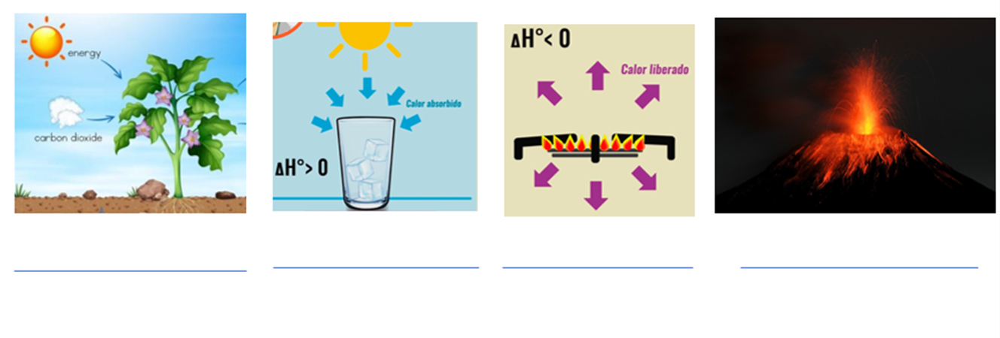 energy
carbon dioxide
Calor absorbido
ΔH°> 0
ΔH°< 0
Calor liberado